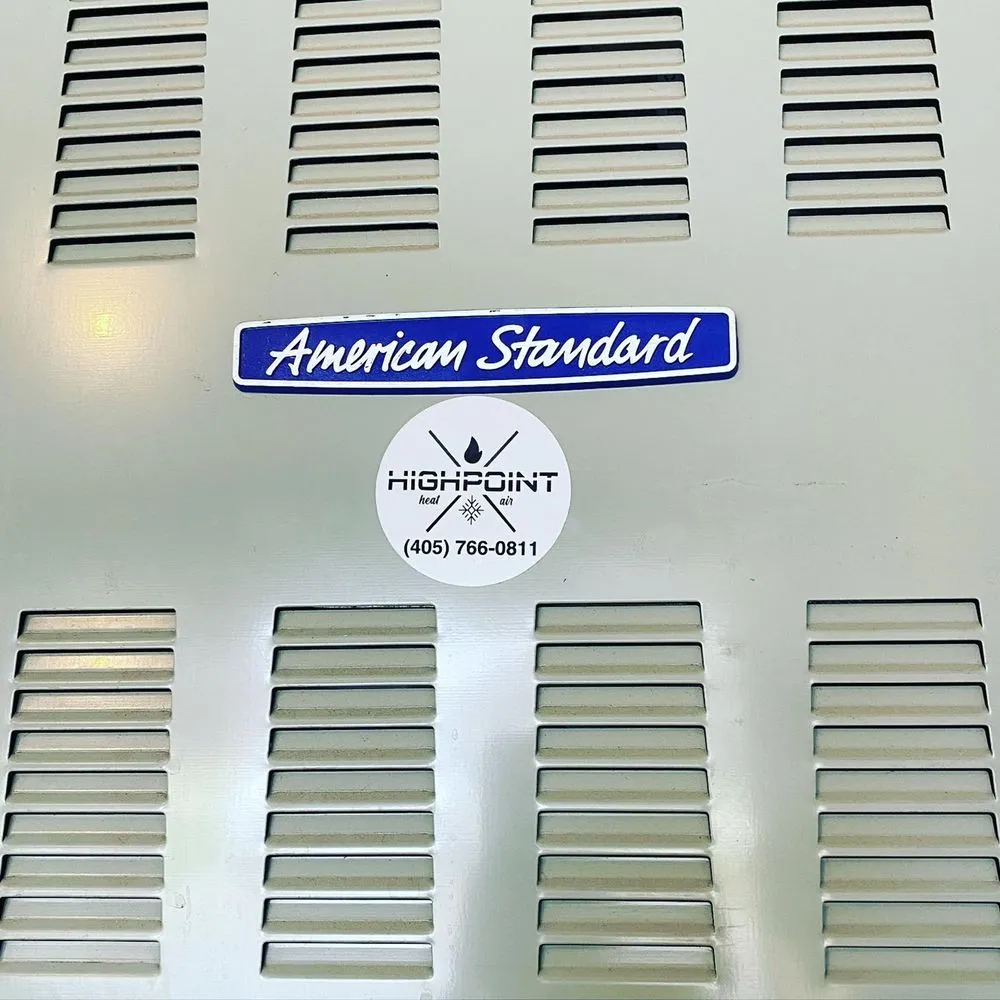 American Standard
HIGHPOINT
heat air
(405) 766-0811